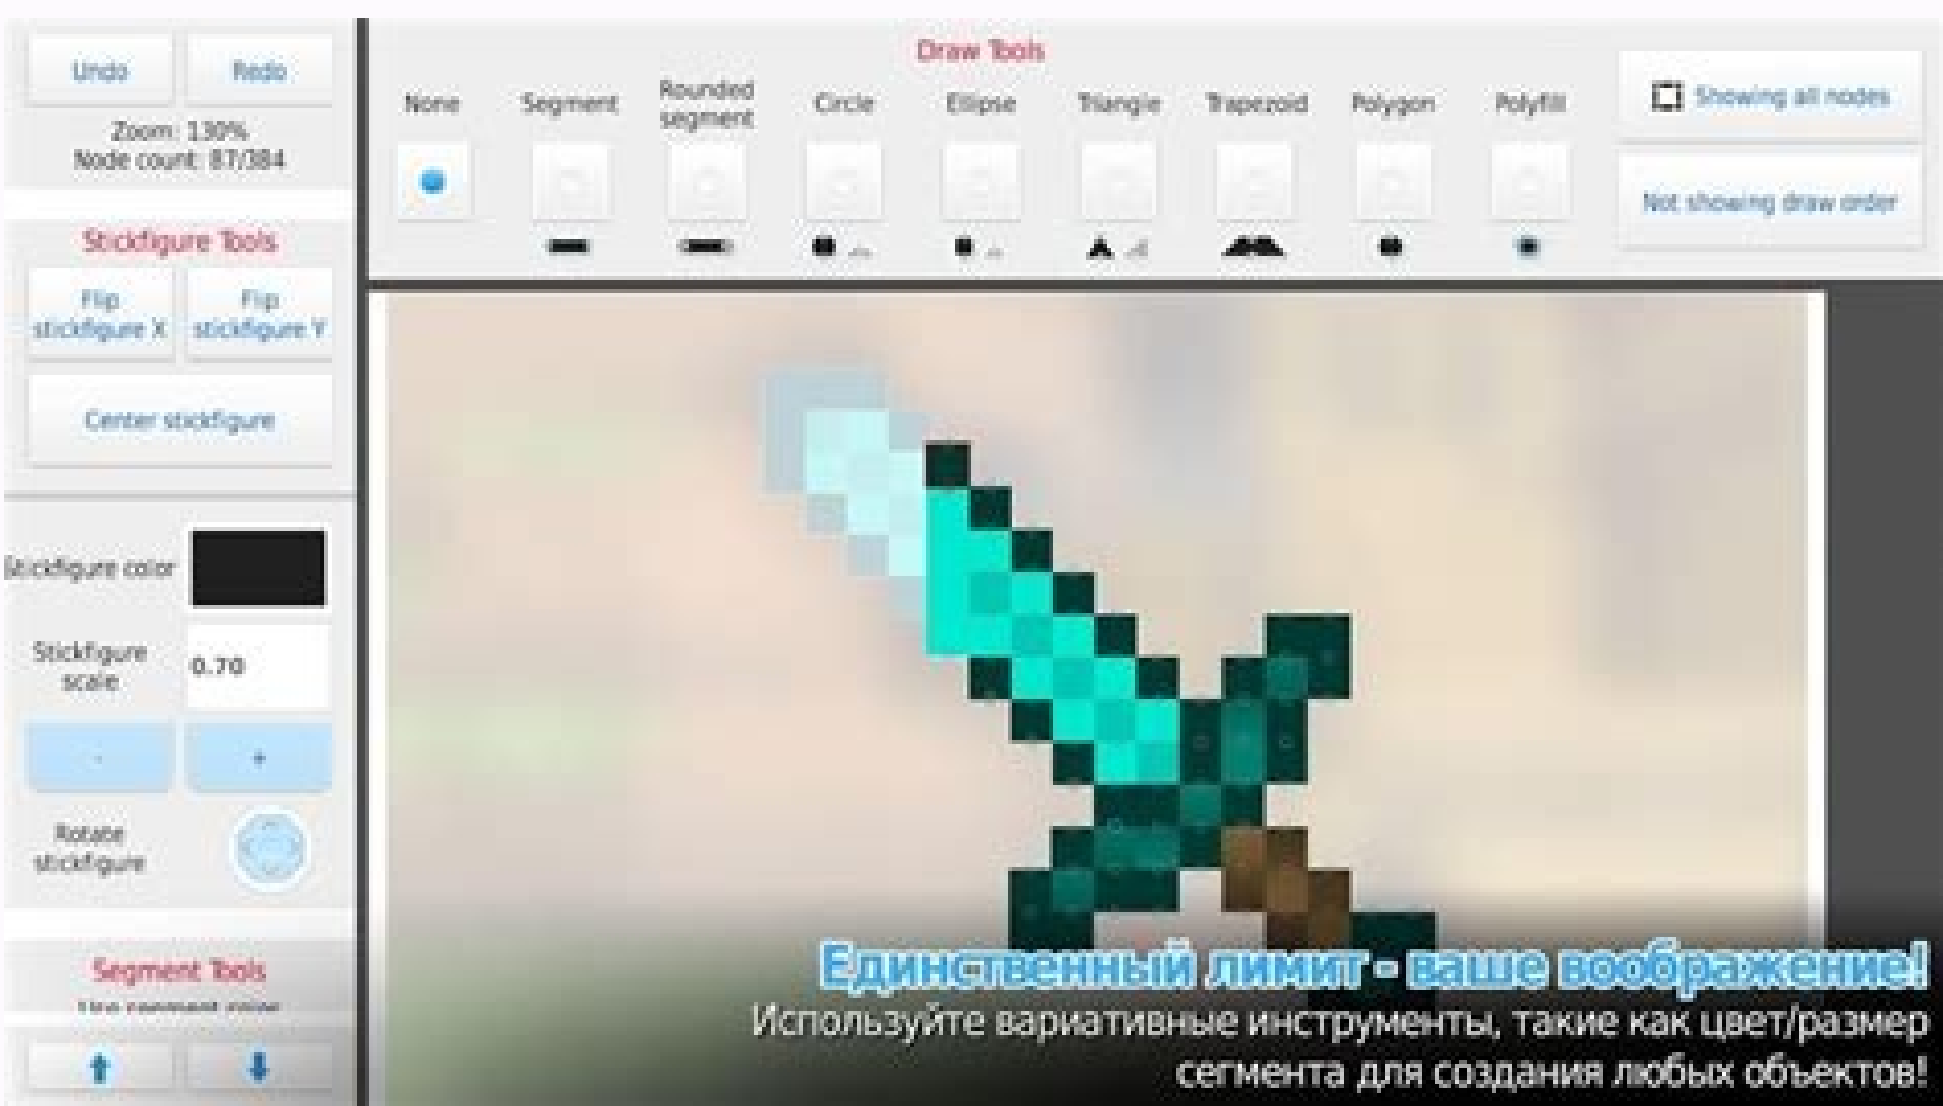 Undo
Redo
Zoom: 130%
Node count: 87/384
Stickfigure Tools
Flip
stickfigure X
Flip
stickfigure Y
Center stickfigure
Stickfigure color
Stickfigure
scale
0.70
-
+
Rotate
stickfigure
Segment Tools
Draw Tools
None
Segment
Rounded
segment
Circle
Ellipse
Triangle
Trapezoid
Polygon
Polyfill
Showing all nodes
Not showing draw order
Единственный лимит - ваше воображение!
Используйте вариативные инструменты, такие как цвет/размер
сегмента для создания любых объектов!